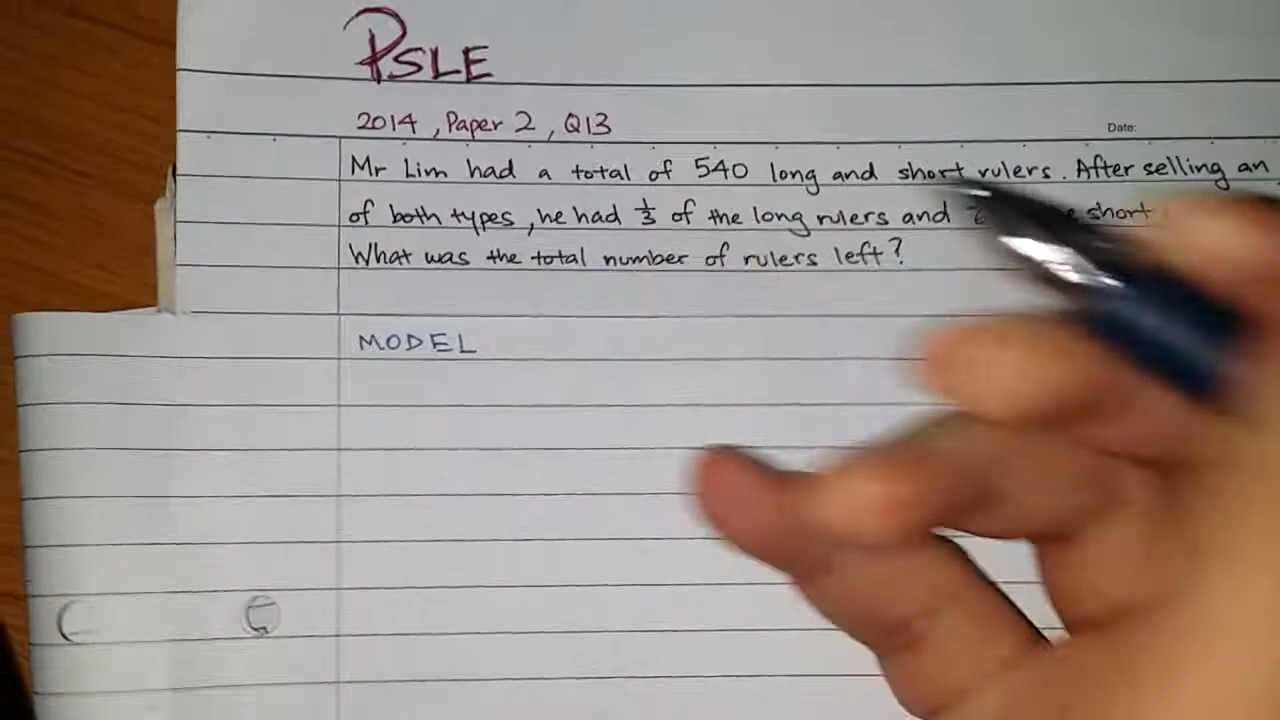 PSLE
2014, Paper 2, Q13
Date:
Mr Lim had a total of 540 long and short rulers. After selling an
of both types, he had 1/3 of the long rulers and short
What was the total number of rulers left?
MODEL